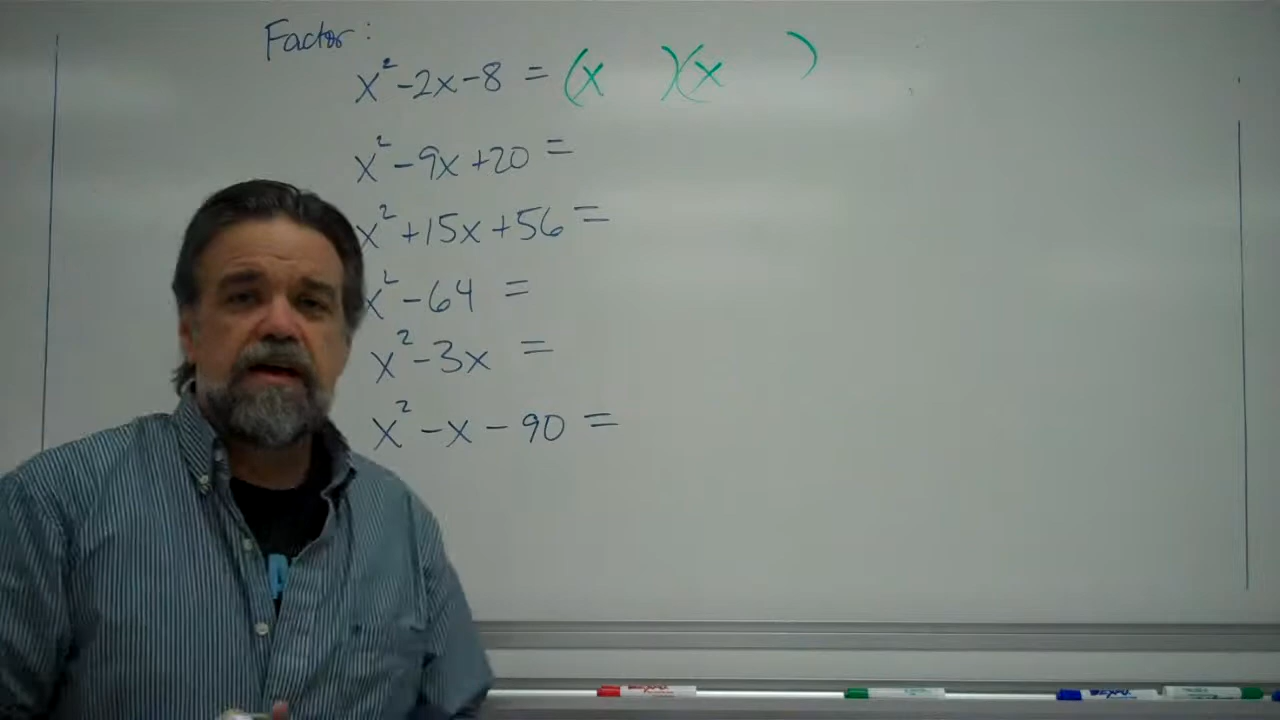 Factor:
x² - 2x - 8 = (x )(x )
x² - 9x + 20 =
x² + 15x + 56 =
x² - 64 =
x² - 3x =
x² - x - 90 =